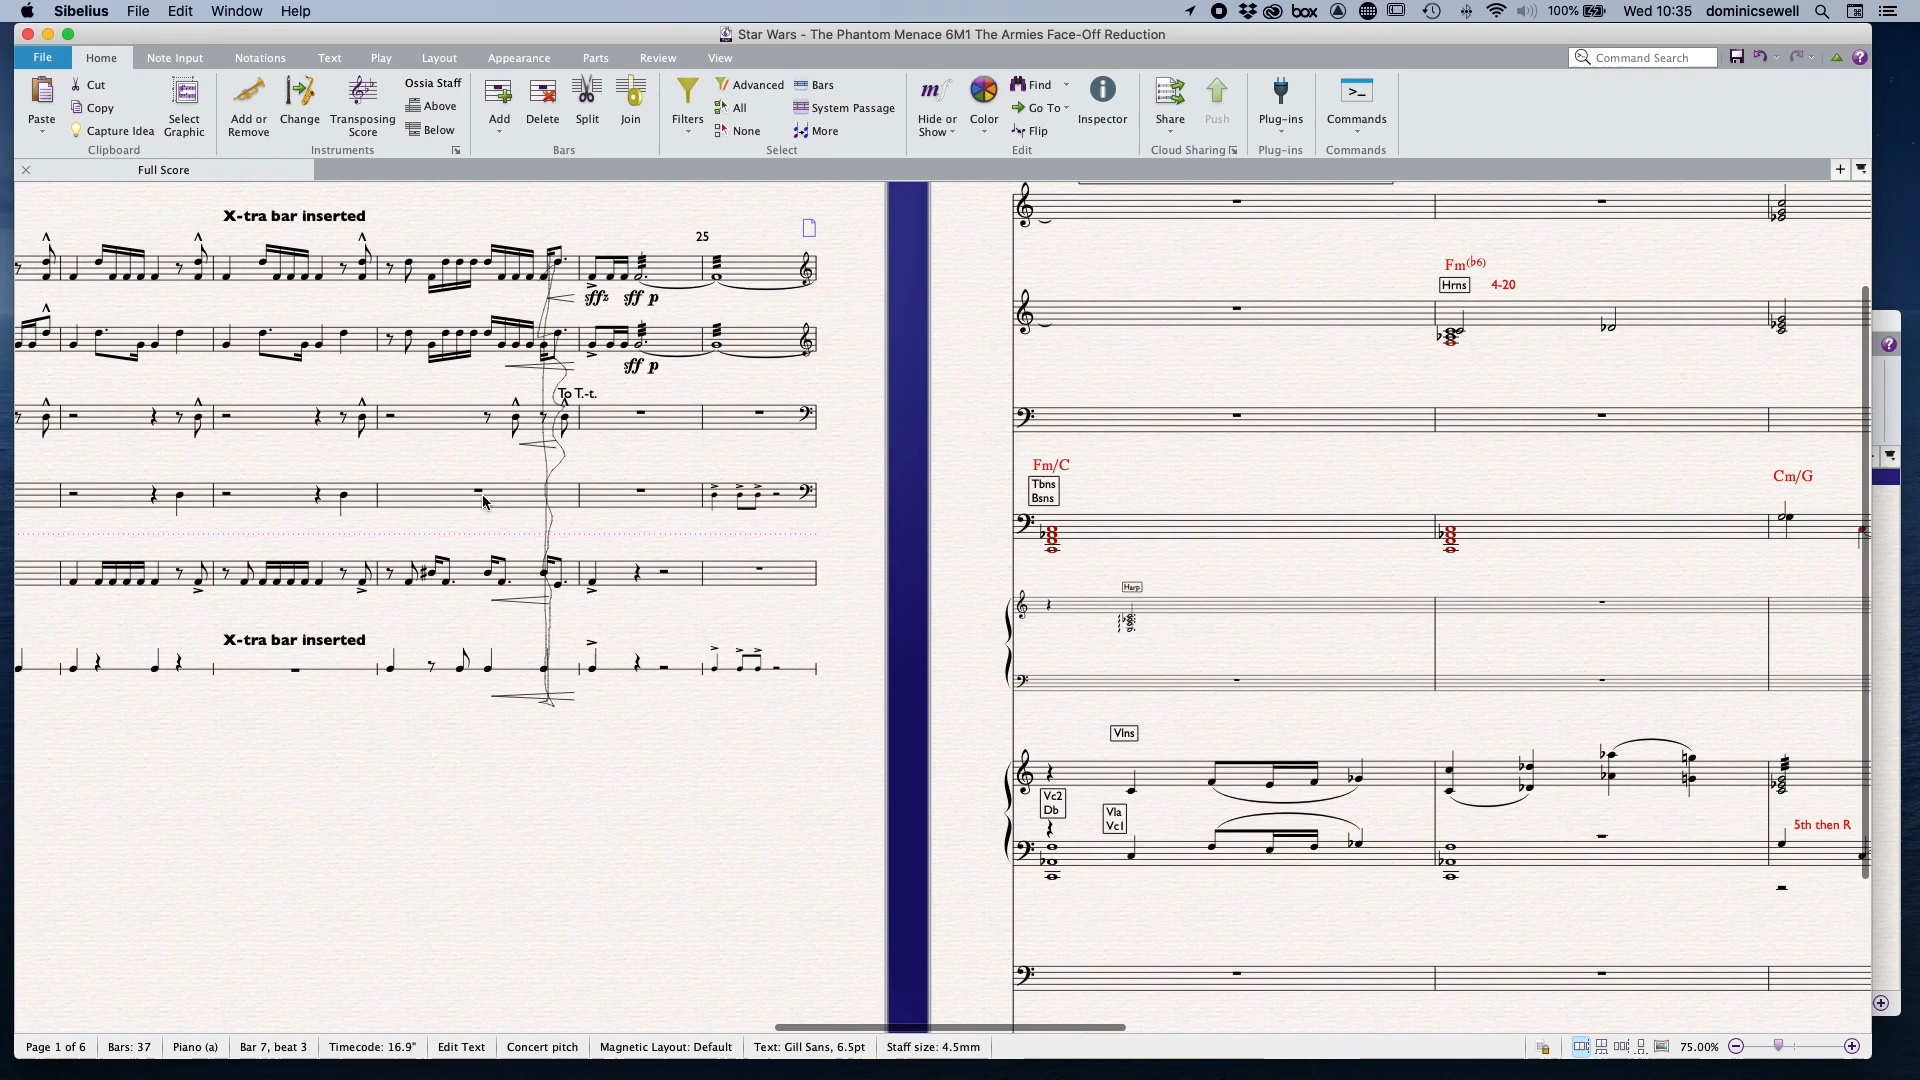 Sibelius File Edit Window Help
box 100% Wed 10:35 dominicsewell
Star Wars - The Phantom Menace 6M1 The Armies Face-Off Reduction
File Home Note Input Notations Text Play Layout Appearance Parts Review View Command Search
Paste
Cut
Copy
Capture Idea
Select Graphic
Clipboard
Add or Remove
Change
Transposing Score
Ossia Staff
Above
Below
Instruments
Add
Delete
Split
Join
Bars
Filters
Advanced
All
None
Bars
System Passage
More
Select
Hide or Show
Color
Find
Go To
Flip
Inspector
Edit
Share
Push
Cloud Sharing
Plug-ins
Plug-ins
Commands
Commands
Full Score
X-tra bar inserted
25
sffz sff p
sff p
To T.-t.
X-tra bar inserted
Fm(♭6)
Hrns 4-20
Fm/C
Tbns
Bsns
Cm/G
Harp
Vlns
Vc2
Db
Vla
Vc1
5th then R
Page 1 of 6 Bars: 37 Piano (a) Bar 7, beat 3 Timecode: 16.9" Edit Text Concert pitch Magnetic Layout: Default Text: Gill Sans, 6.5pt Staff size: 4.5mm 75.00%